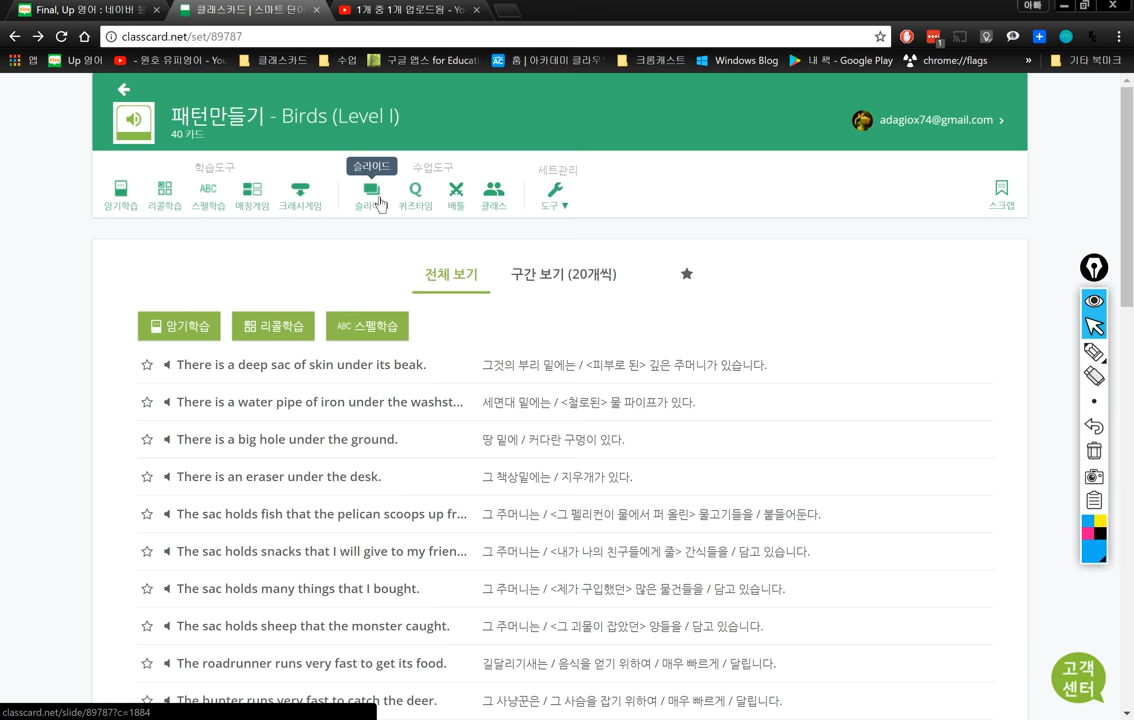 Final, Up 영어 : 네이버 블
클래스카드 | 스마트 단어
1개 중 1개 업로드됨 - Yo
아빠
classcard.net/set/89787
앱
Up 영어
- 원호 유피영어 - You
클래스카드
수업
구글 앱스 for Educati
홈 | 아카데미 클라우
크롬캐스트
Windows Blog
내 책 - Google Play
chrome://flags
»
기타 북마크
패턴만들기 - Birds (Level I)
40 카드
adagiox74@gmail.com
학습도구
슬라이드
수업도구
세트관리
암기학습
리콜학습
ABC
스펠학습
매칭게임
크래시게임
Q
퀴즈타임
배틀
클래스
도구 ▼
스크랩
전체 보기
구간 보기 (20개씩)
암기학습
리콜학습
ABC 스펠학습
There is a deep sac of skin under its beak.
그것의 부리 밑에는 / <피부로 된> 깊은 주머니가 있습니다.
There is a water pipe of iron under the washst...
세면대 밑에는 / <철로된> 물 파이프가 있다.
There is a big hole under the ground.
땅 밑에 / 커다란 구멍이 있다.
There is an eraser under the desk.
그 책상밑에는 / 지우개가 있다.
The sac holds fish that the pelican scoops up fr...
그 주머니는 / <그 펠리컨이 물에서 퍼 올린> 물고기들을 / 붙들어둔다.
The sac holds snacks that I will give to my frien...
그 주머니는 / <내가 나의 친구들에게 줄> 간식들을 / 담고 있습니다.
The sac holds many things that I bought.
그 주머니는 / <제가 구입했던> 많은 물건들을 / 담고 있습니다.
The sac holds sheep that the monster caught.
그 주머니는 / <그 괴물이 잡았던> 양들을 / 담고 있습니다.
The roadrunner runs very fast to get its food.
길달리기새는 / 음식을 얻기 위하여 / 매우 빠르게 / 달립니다.
The hunter runs very fast to catch the deer.
그 사냥꾼은 / 그 사슴을 잡기 위하여 / 매우 빠르게 / 달립니다.
고객
센터
classcard.net/slide/89787?c=1884